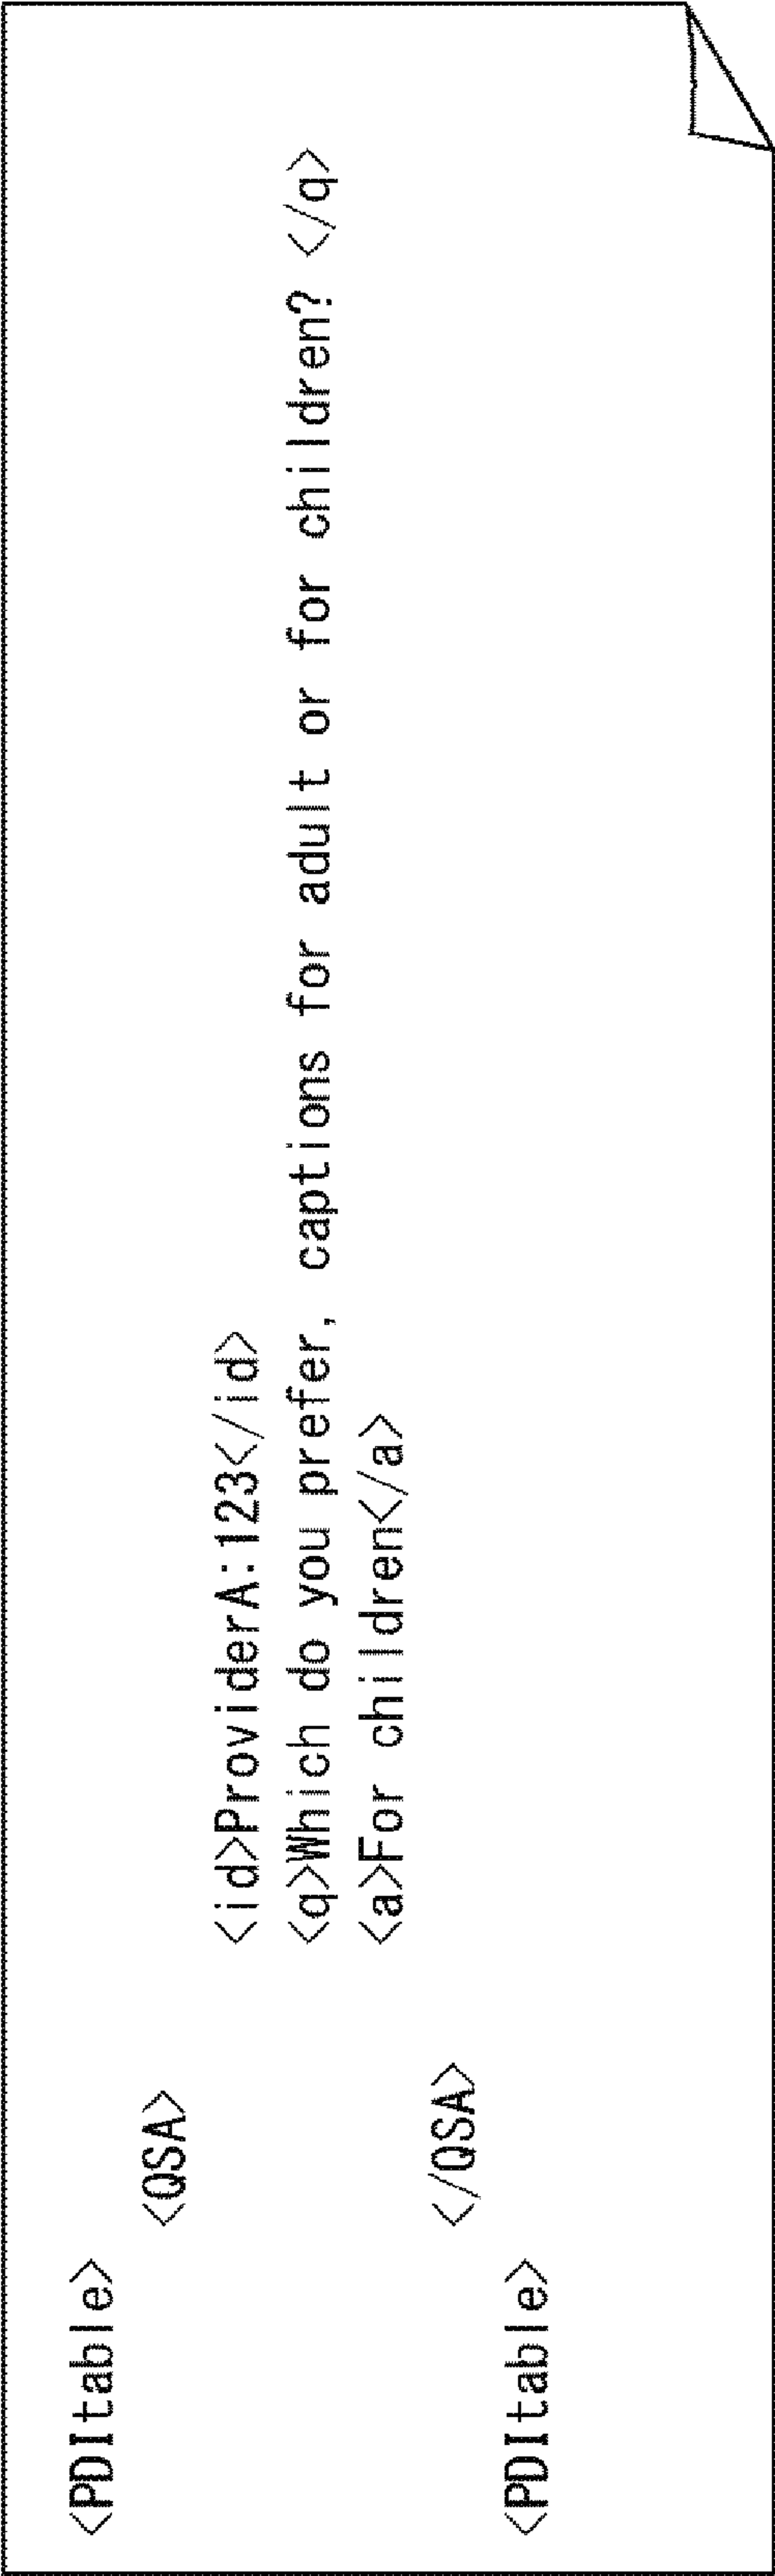 <PDItable>
<QSA>
<id>ProviderA:123</id>
<q>Which do you prefer, captions for adult or for children? </q>
<a>For children</a>
</QSA>
<PDItable>